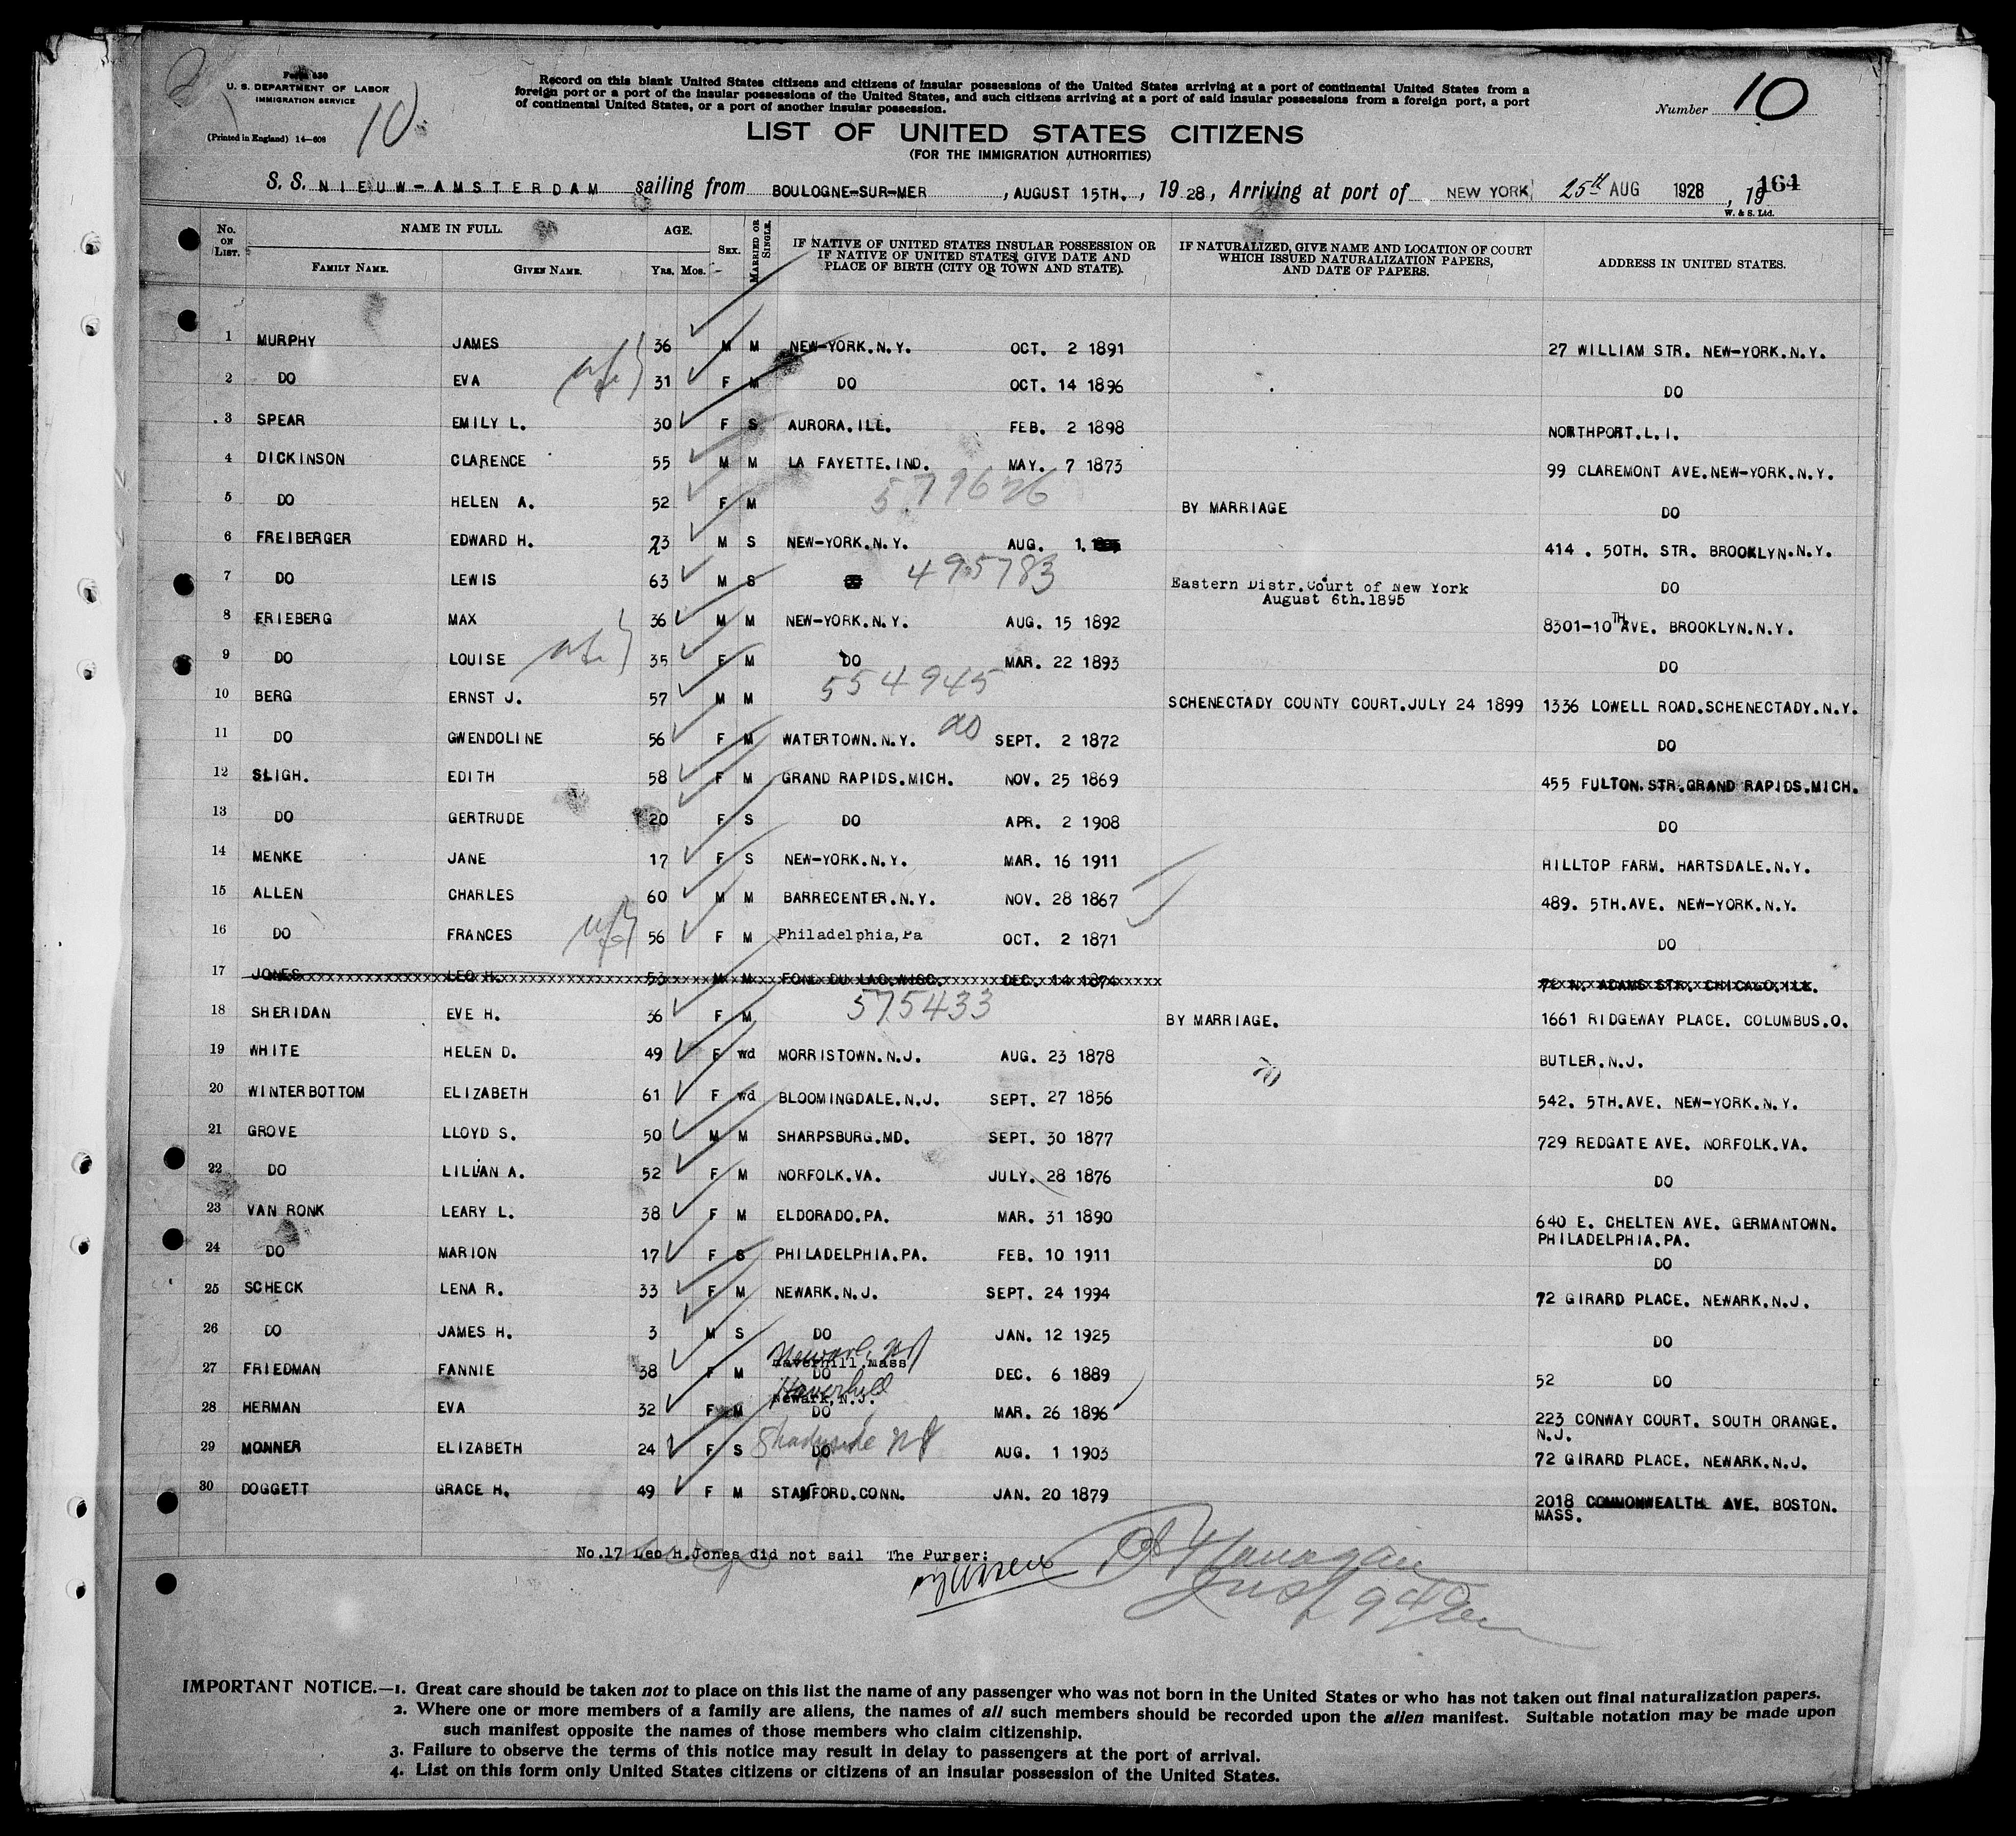 Form 630
U. S. DEPARTMENT OF LABOR
IMMIGRATION SERVICE
(Printed in England) 14—608
10
Record on this blank United States citizens and citizens of insular possessions of the United States arriving at a port of continental United States from a
foreign port or a port of the insular possessions of the United States, and such citizens arriving at a port of said insular possessions from a foreign port, a port
of continental United States, or a port of another insular possession.
Number 10
LIST OF UNITED STATES CITIZENS
(FOR THE IMMIGRATION AUTHORITIES)
S. S. NIEUW-AMSTERDAM sailing from BOULOGNE-SUR-MER, AUGUST 15TH., 1928, Arriving at port of NEW YORK 25th AUG 1928, 19 164
W. & S. Ltd.
No. ON LIST. NAME IN FULL. FAMILY NAME. GIVEN NAME. AGE. YRS. MOS. SEX. MARRIED OR SINGLE. IF NATIVE OF UNITED STATES INSULAR POSSESSION OR IF NATIVE OF UNITED STATES, GIVE DATE AND PLACE OF BIRTH (CITY OR TOWN AND STATE). IF NATURALIZED, GIVE NAME AND LOCATION OF COURT WHICH ISSUED NATURALIZATION PAPERS, AND DATE OF PAPERS. ADDRESS IN UNITED STATES.
1 MURPHY JAMES 36 M M NEW-YORK.N.Y. OCT. 2 1891 27 WILLIAM STR. NEW-YORK.N.Y.
2 DO EVA 31 F M DO OCT. 14 1896 DO
3 SPEAR EMILY L. 30 F S AURORA.ILL. FEB. 2 1898 NORTHPORT.L.I.
4 DICKINSON CLARENCE 55 M M LA FAYETTE.IND. MAY. 7 1873 99 CLAREMONT AVE.NEW-YORK.N.Y.
5 DO HELEN A. 52 F M 577626 BY MARRIAGE DO
6 FREIBERGER EDWARD H. 23 M S NEW-YORK.N.Y. AUG. 1. 414 . 50TH. STR. BROOKLYN.N.Y.
7 DO LEWIS 63 M S 495783 Eastern Distr.Court of New York DO
August 6th.1895
8 FRIEBERG MAX 36 M M NEW-YORK.N.Y. AUG. 15 1892 8301-10TH AVE. BROOKLYN.N.Y.
9 DO LOUISE 35 F M DO MAR. 22 1893 DO
10 BERG ERNST J. 57 M M 554945 SCHENECTADY COUNTY COURT.JULY 24 1899 1336 LOWELL ROAD.SCHENECTADY.N.Y.
11 DO GWENDOLINE 56 F M WATERTOWN.N.Y. do SEPT. 2 1872 DO
12 SLIGH. EDITH 58 F M GRAND RAPIDS.MICH. NOV. 25 1869 455 FULTON.STR.GRAND RAPIDS.MICH.
13 DO GERTRUDE 20 F S DO APR. 2 1908 DO
14 MENKE JANE 17 F S NEW-YORK.N.Y. MAR. 16 1911 HILLTOP FARM. HARTSDALE.N.Y.
15 ALLEN CHARLES 60 M M BARRECENTER.N.Y. NOV. 28 1867 489. 5TH.AVE. NEW-YORK.N.Y.
16 DO FRANCES 56 F M Philadelphia,Pa OCT. 2 1871 DO
17 JONES LEO H. 53 M M FOND DU LAC.WISC. DEC. 14 1874 72 N. ADAMS STR. CHICAGO.ILL.
18 SHERIDAN EVE H. 36 F M 575433 BY MARRIAGE. 1661 RIDGEWAY PLACE. COLUMBUS.O.
19 WHITE HELEN D. 49 F wd MORRISTOWN.N.J. AUG. 23 1878 BUTLER.N.J.
20 WINTERBOTTOM ELIZABETH 61 F wd BLOOMINGDALE.N.J. SEPT. 27 1856 542. 5TH.AVE. NEW-YORK.N.Y.
21 GROVE LLOYD S. 50 M M SHARPSBURG.MD. SEPT. 30 1877 729 REDGATE AVE. NORFOLK.VA.
22 DO LILIAN A. 52 F M NORFOLK.VA. JULY. 28 1876 DO
23 VAN RONK LEARY L. 38 F M ELDORADO.PA. MAR. 31 1890 640 E. CHELTEN AVE. GERMANTOWN.
PHILADELPHIA.PA.
24 DO MARION 17 F S PHILADELPHIA.PA. FEB. 10 1911 DO
25 SCHECK LENA R. 33 F M NEWARK.N.J. SEPT. 24 1994 72 GIRARD PLACE. NEWARK.N.J.
26 DO JAMES H. 3 M S DO JAN. 12 1925 DO
Newark, NJ
Haverhill.Mass
27 FRIEDMAN FANNIE 38 F M DO DEC. 6 1889 52 DO
Haverhill
Newark,N.J.
28 HERMAN EVA 32 F M DO MAR. 26 1896 223 CONWAY COURT. SOUTH ORANGE.
N.J.
29 MONNER ELIZABETH 24 F S Shadyside NJ DO AUG. 1 1903 72 GIRARD PLACE. NEWARK.N.J.
30 DOGGETT GRACE H. 49 F M STAMFORD.CONN. JAN. 20 1879 2018 COMMONWEALTH AVE. BOSTON.
MASS.
No.17 Leo H.Jones did not sail The Purser:
IMPORTANT NOTICE.—1. Great care should be taken not to place on this list the name of any passenger who was not born in the United States or who has not taken out final naturalization papers.
2. Where one or more members of a family are aliens, the names of all such members should be recorded upon the alien manifest. Suitable notation may be made upon
such manifest opposite the names of those members who claim citizenship.
3. Failure to observe the terms of this notice may result in delay to passengers at the port of arrival.
4. List on this form only United States citizens or citizens of an insular possession of the United States.